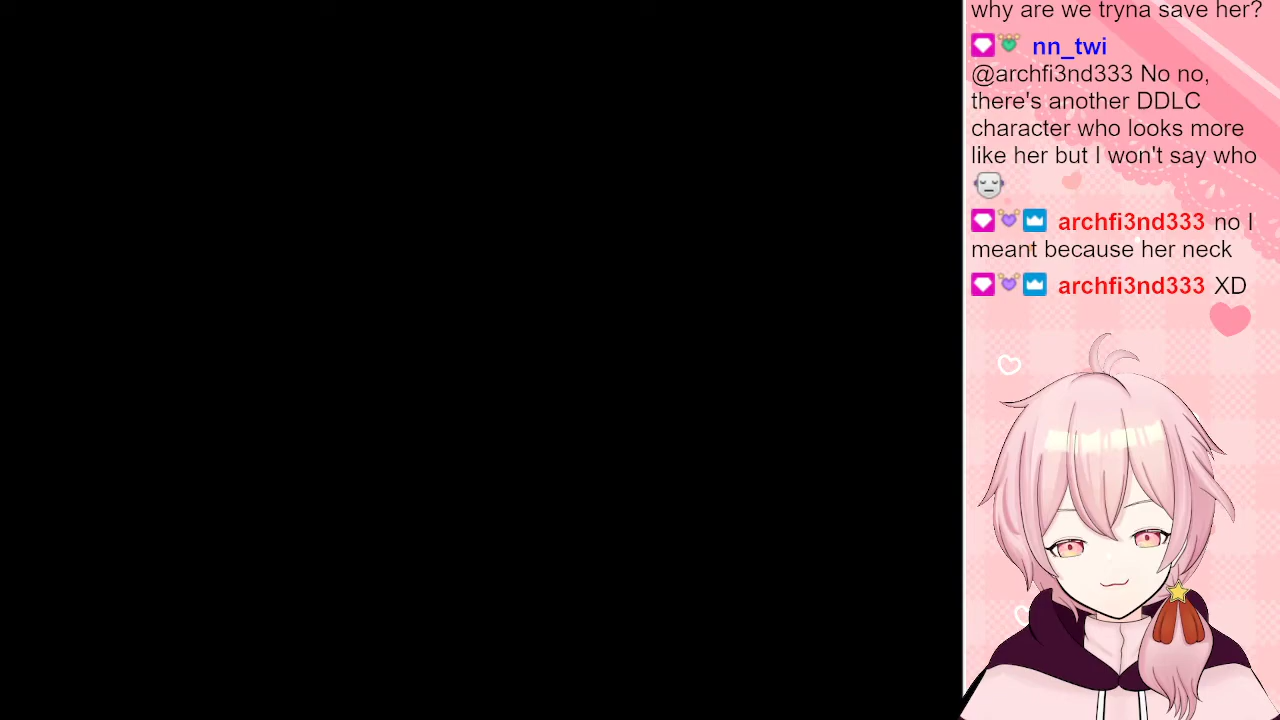 why are we tryna save her?
nn_twi
@archfi3nd333 No no,
there's another DDLC
character who looks more
like her but I won't say who
archfi3nd333 no I
meant because her neck
archfi3nd333 XD